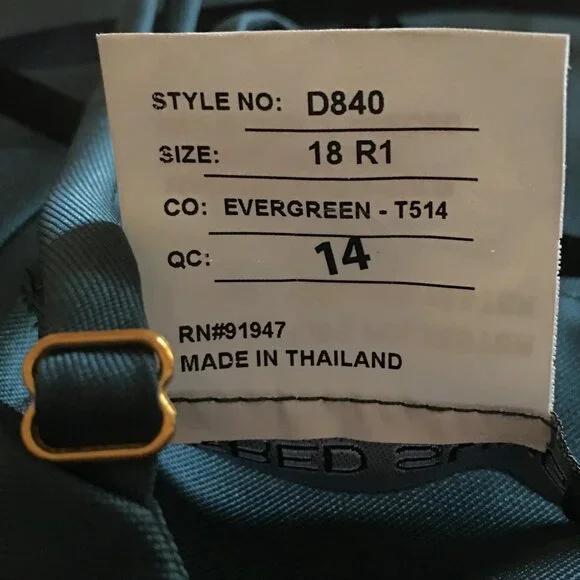 STYLE NO: D840
SIZE: 18 R1
CO: EVERGREEN - T514
QC: 14
RN#91947
MADE IN THAILAND